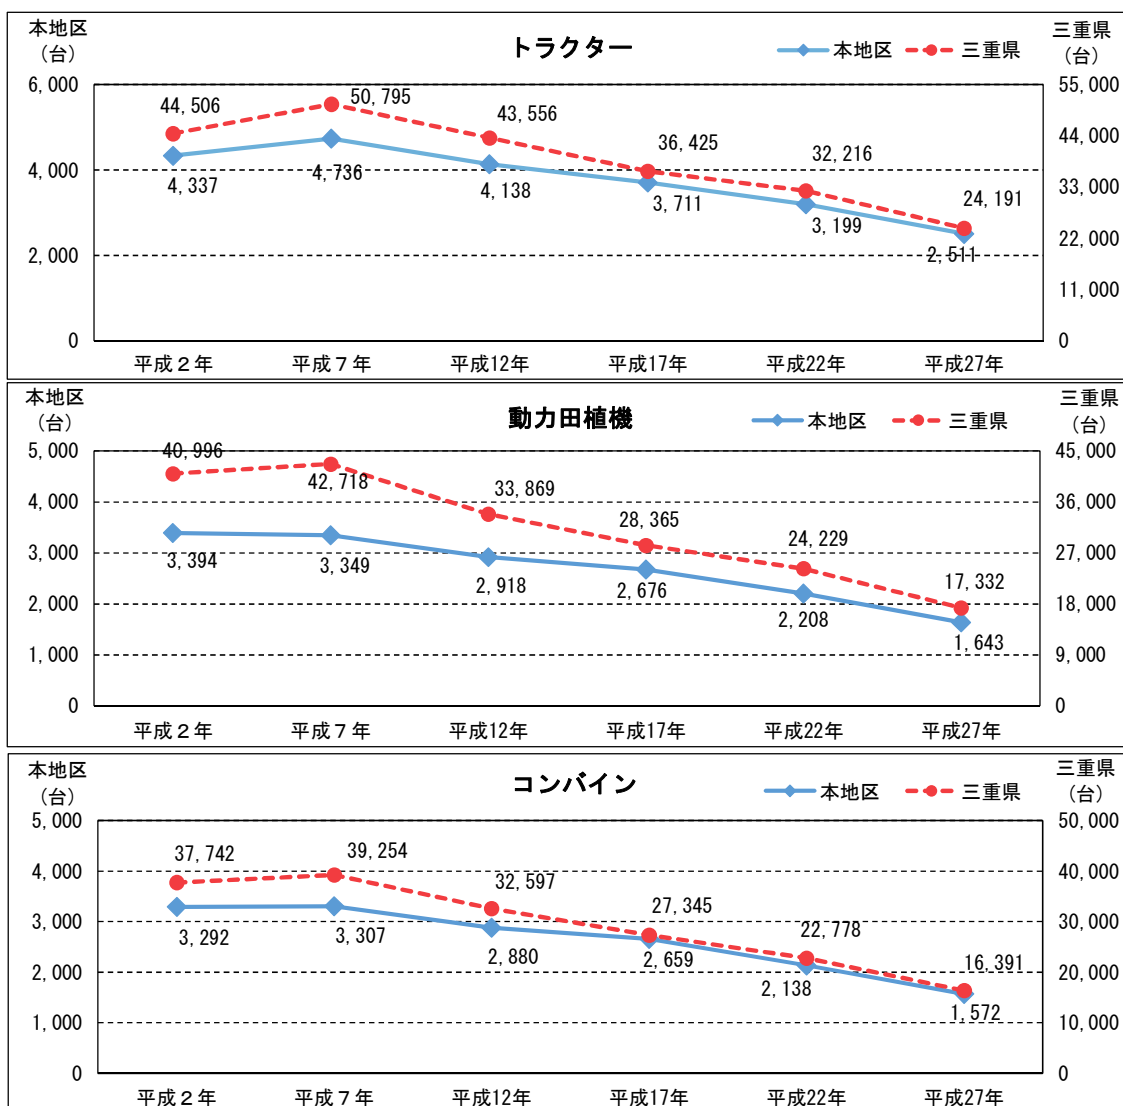 本地区
(台)
トラクター
本地区 三重県
三重県
(台)
6,000
4,000
2,000
0
55,000
44,000
33,000
22,000
11,000
0
44,506 50,795 43,556 36,425 32,216 24,191
4,337 4,736 4,138 3,711 3,199 2,511
平成2年 平成7年 平成12年 平成17年 平成22年 平成27年
本地区
(台)
動力田植機
本地区 三重県
三重県
(台)
5,000
4,000
3,000
2,000
1,000
0
45,000
36,000
27,000
18,000
9,000
0
40,996 42,718 33,869 28,365 24,229 17,332
3,394 3,349 2,918 2,676 2,208 1,643
平成2年 平成7年 平成12年 平成17年 平成22年 平成27年
本地区
(台)
コンバイン
本地区 三重県
三重県
(台)
5,000
4,000
3,000
2,000
1,000
0
50,000
40,000
30,000
20,000
10,000
0
37,742 39,254 32,597 27,345 22,778 16,391
3,292 3,307 2,880 2,659 2,138 1,572
平成2年 平成7年 平成12年 平成17年 平成22年 平成27年